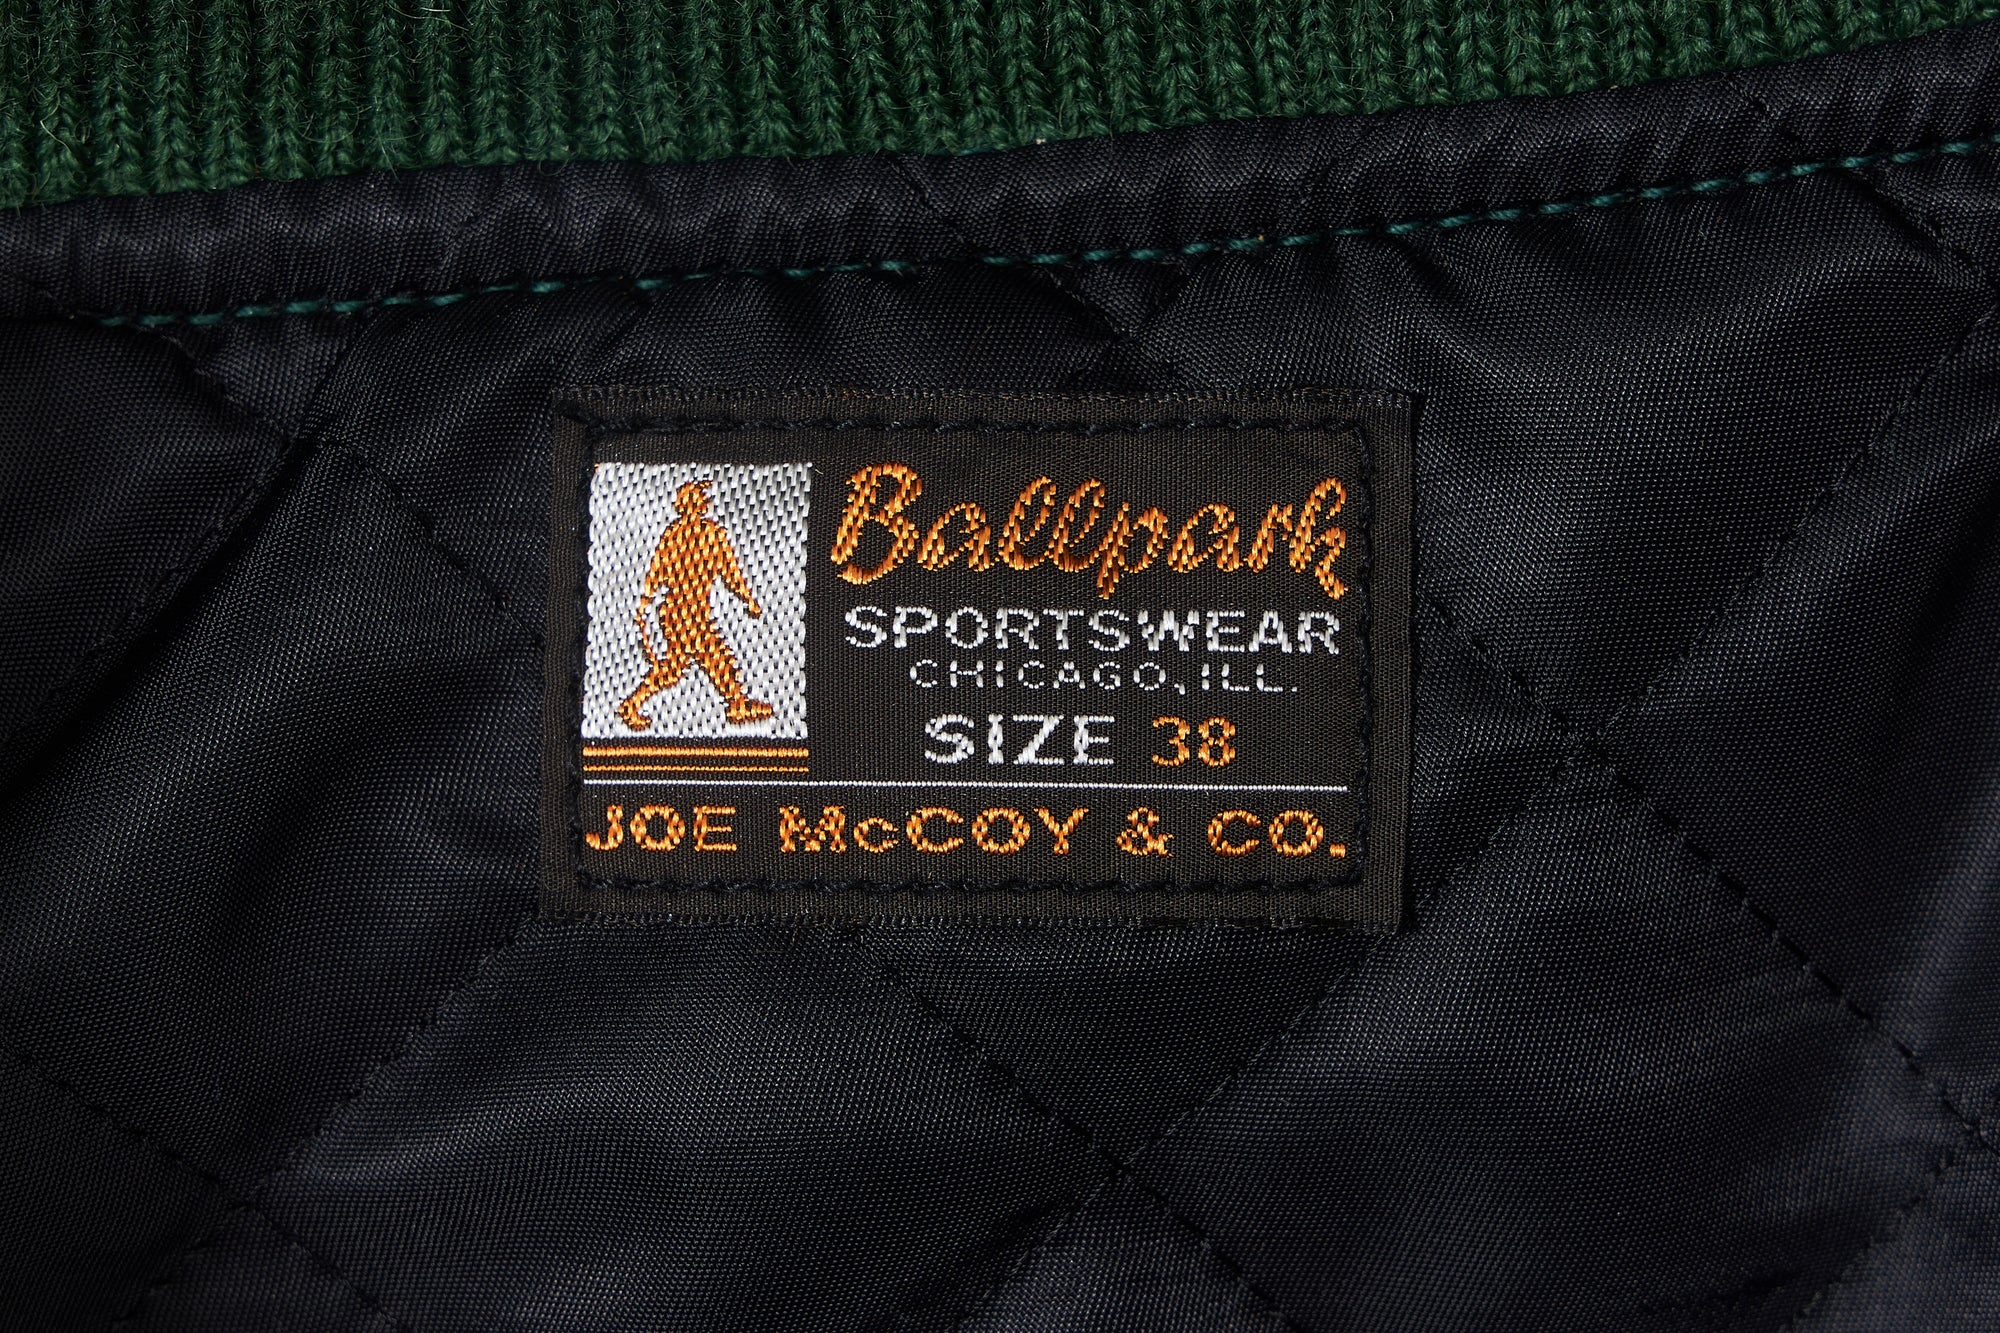 Ballpark
SPORTSWEAR
CHICAGO, ILL.
SIZE 38
JOE McCOY & CO.